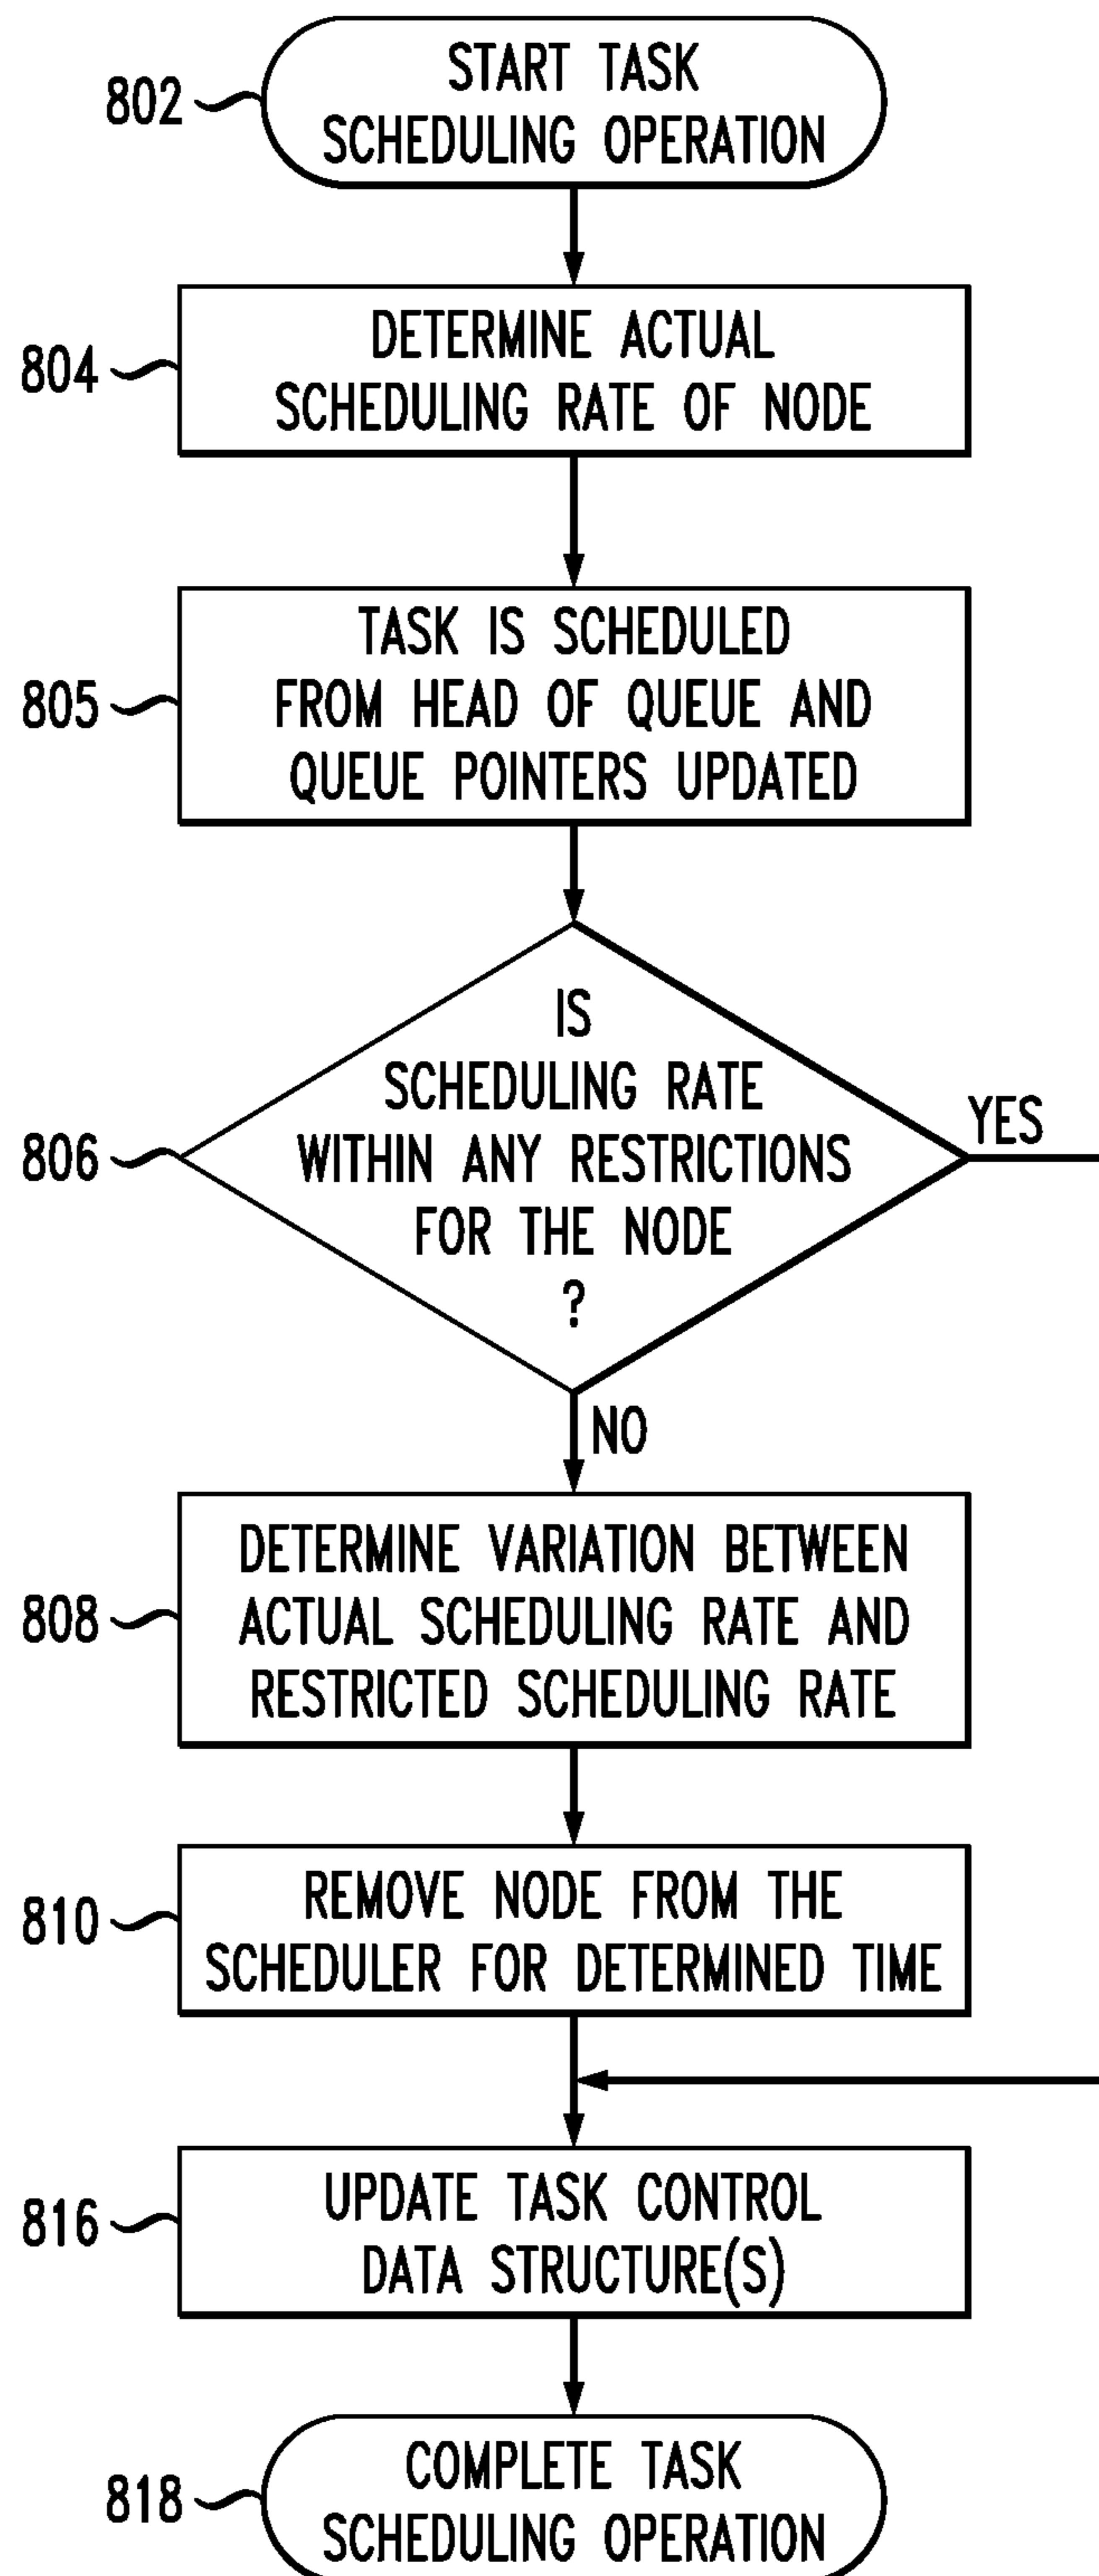 802
START TASK
SCHEDULING OPERATION
804
DETERMINE ACTUAL
SCHEDULING RATE OF NODE
805
TASK IS SCHEDULED
FROM HEAD OF QUEUE AND
QUEUE POINTERS UPDATED
806
IS
SCHEDULING RATE
WITHIN ANY RESTRICTIONS
FOR THE NODE
?
YES
NO
808
DETERMINE VARIATION BETWEEN
ACTUAL SCHEDULING RATE AND
RESTRICTED SCHEDULING RATE
810
REMOVE NODE FROM THE
SCHEDULER FOR DETERMINED TIME
816
UPDATE TASK CONTROL
DATA STRUCTURE(S)
818
COMPLETE TASK
SCHEDULING OPERATION